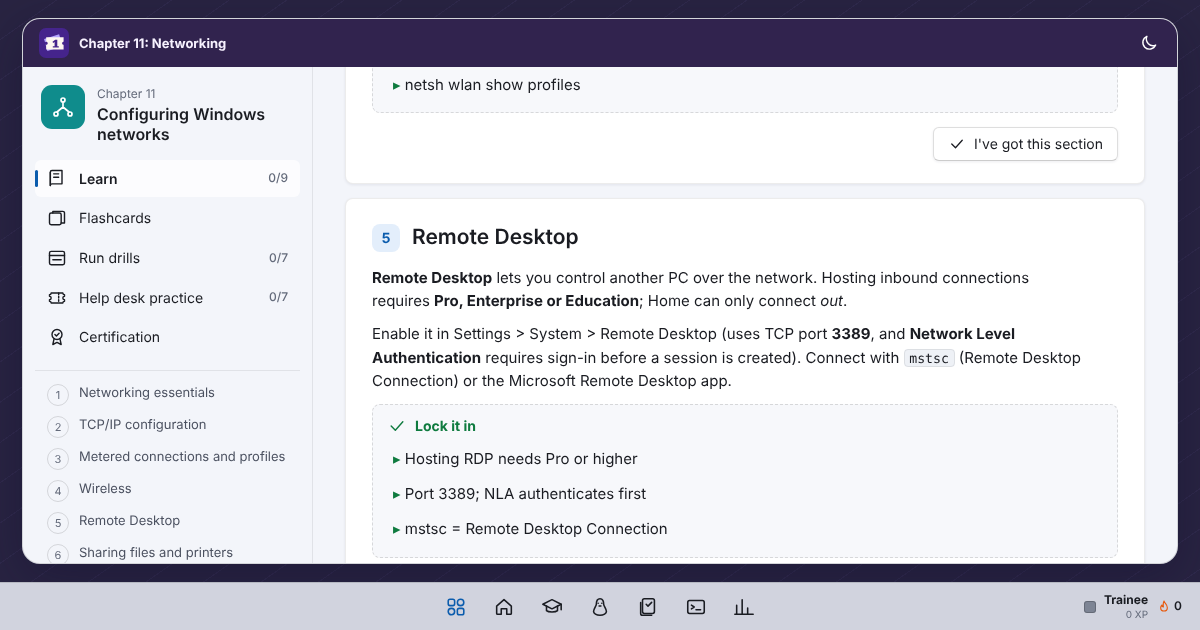 1
Chapter 11: Networking
Chapter 11
Configuring Windows
networks
Learn 0/9
Flashcards
Run drills 0/7
Help desk practice 0/7
Certification
1 Networking essentials
2 TCP/IP configuration
3 Metered connections and profiles
4 Wireless
5 Remote Desktop
6 Sharing files and printers
▸ netsh wlan show profiles
I've got this section
5 Remote Desktop
Remote Desktop lets you control another PC over the network. Hosting inbound connections
requires Pro, Enterprise or Education; Home can only connect out.
Enable it in Settings > System > Remote Desktop (uses TCP port 3389, and Network Level
Authentication requires sign-in before a session is created). Connect with mstsc (Remote Desktop
Connection) or the Microsoft Remote Desktop app.
Lock it in
▸ Hosting RDP needs Pro or higher
▸ Port 3389; NLA authenticates first
▸ mstsc = Remote Desktop Connection
Trainee
0 XP
0